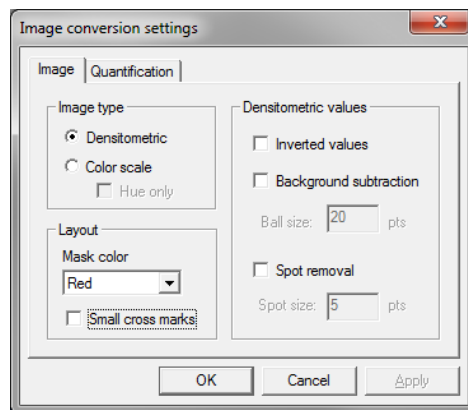 Image conversion settings
Image
Quantification
Image type
Densitometric
Color scale
Hue only
Layout
Mask color
Red
Small cross marks
Densitometric values
Inverted values
Background subtraction
Ball size: 20 pts
Spot removal
Spot size: 5 pts
OK
Cancel
Apply